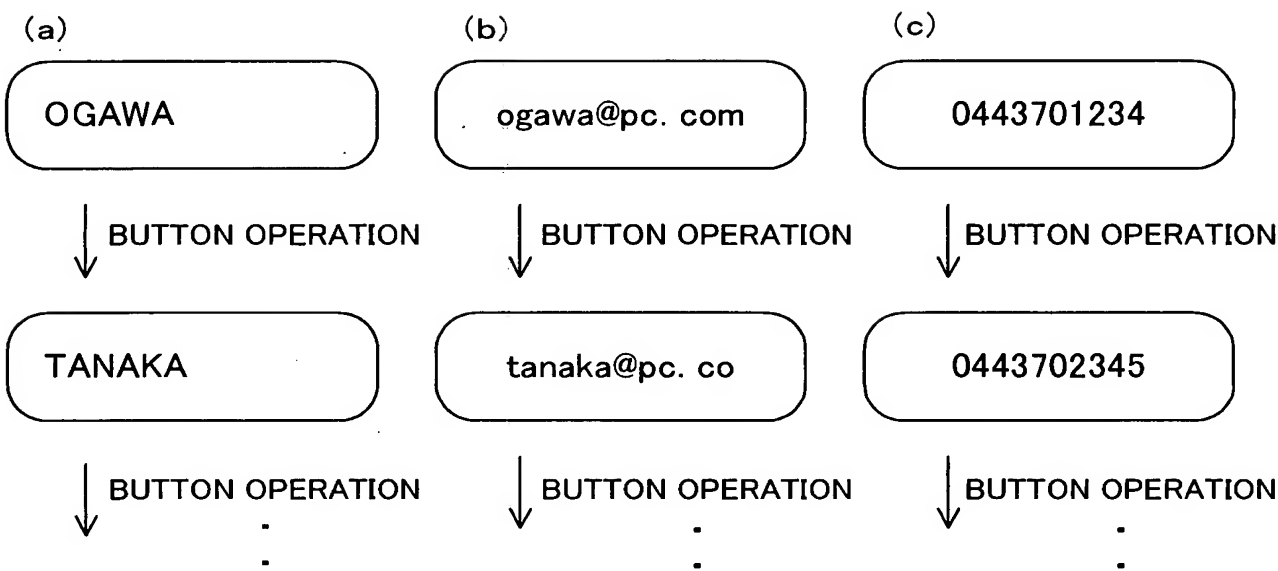 (a) (b) (c)
OGAWA ogawa@pc. com 0443701234
BUTTON OPERATION BUTTON OPERATION BUTTON OPERATION
TANAKA tanaka@pc. co 0443702345
BUTTON OPERATION BUTTON OPERATION BUTTON OPERATION